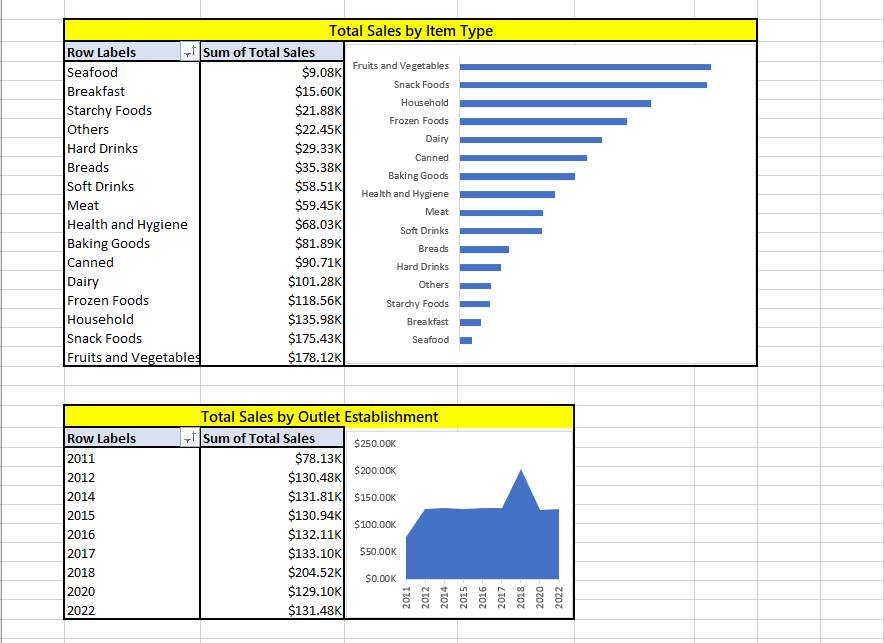 Total Sales by Item Type
Row Labels Sum of Total Sales
Seafood $9.08K
Breakfast $15.60K
Starchy Foods $21.88K
Others $22.45K
Hard Drinks $29.33K
Breads $35.38K
Soft Drinks $58.51K
Meat $59.45K
Health and Hygiene $68.03K
Baking Goods $81.89K
Canned $90.71K
Dairy $101.28K
Frozen Foods $118.56K
Household $135.98K
Snack Foods $175.43K
Fruits and Vegetables $178.12K
Fruits and Vegetables
Snack Foods
Household
Frozen Foods
Dairy
Canned
Baking Goods
Health and Hygiene
Meat
Soft Drinks
Breads
Hard Drinks
Others
Starchy Foods
Breakfast
Seafood
Total Sales by Outlet Establishment
Row Labels Sum of Total Sales
2011 $78.13K
2012 $130.48K
2014 $131.81K
2015 $130.94K
2016 $132.11K
2017 $133.10K
2018 $204.52K
2020 $129.10K
2022 $131.48K
$250.00K
$200.00K
$150.00K
$100.00K
$50.00K
$0.00K
2011 2012 2014 2015 2016 2017 2018 2020 2022